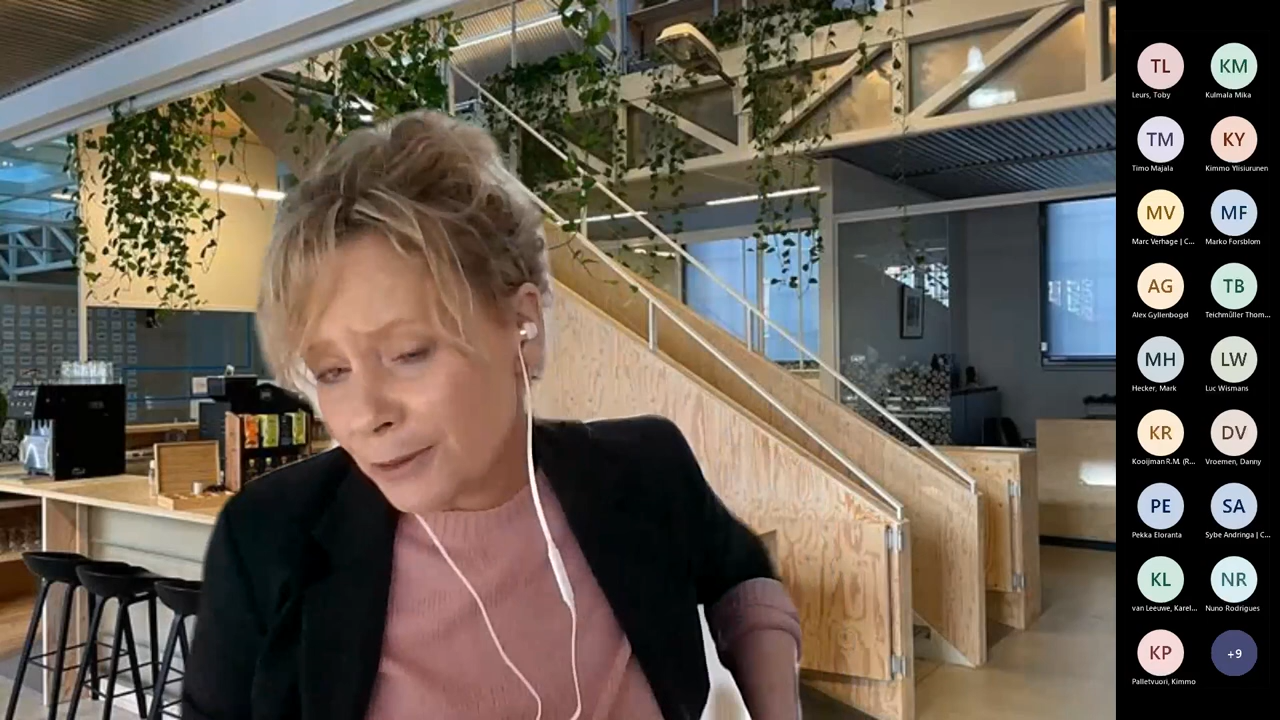 TL KM
Leurs, Toby Kulmala Mika
TM KY
Timo Majala Kimmo Ylisiurunen
MV MF
Marc Verhage | C... Marko Forsblom
AG TB
Alex Gyllenbogel Teichmüller Thom...
MH LW
Hecker, Mark Luc Wismans
KR DV
Kooijman R.M. (R... Vroemen, Danny
PE SA
Pekka Eloranta Sybe Andringa | C...
KL NR
van Leeuwe, Karel... Nuno Rodrigues
KP +9
Palletvuori, Kimmo